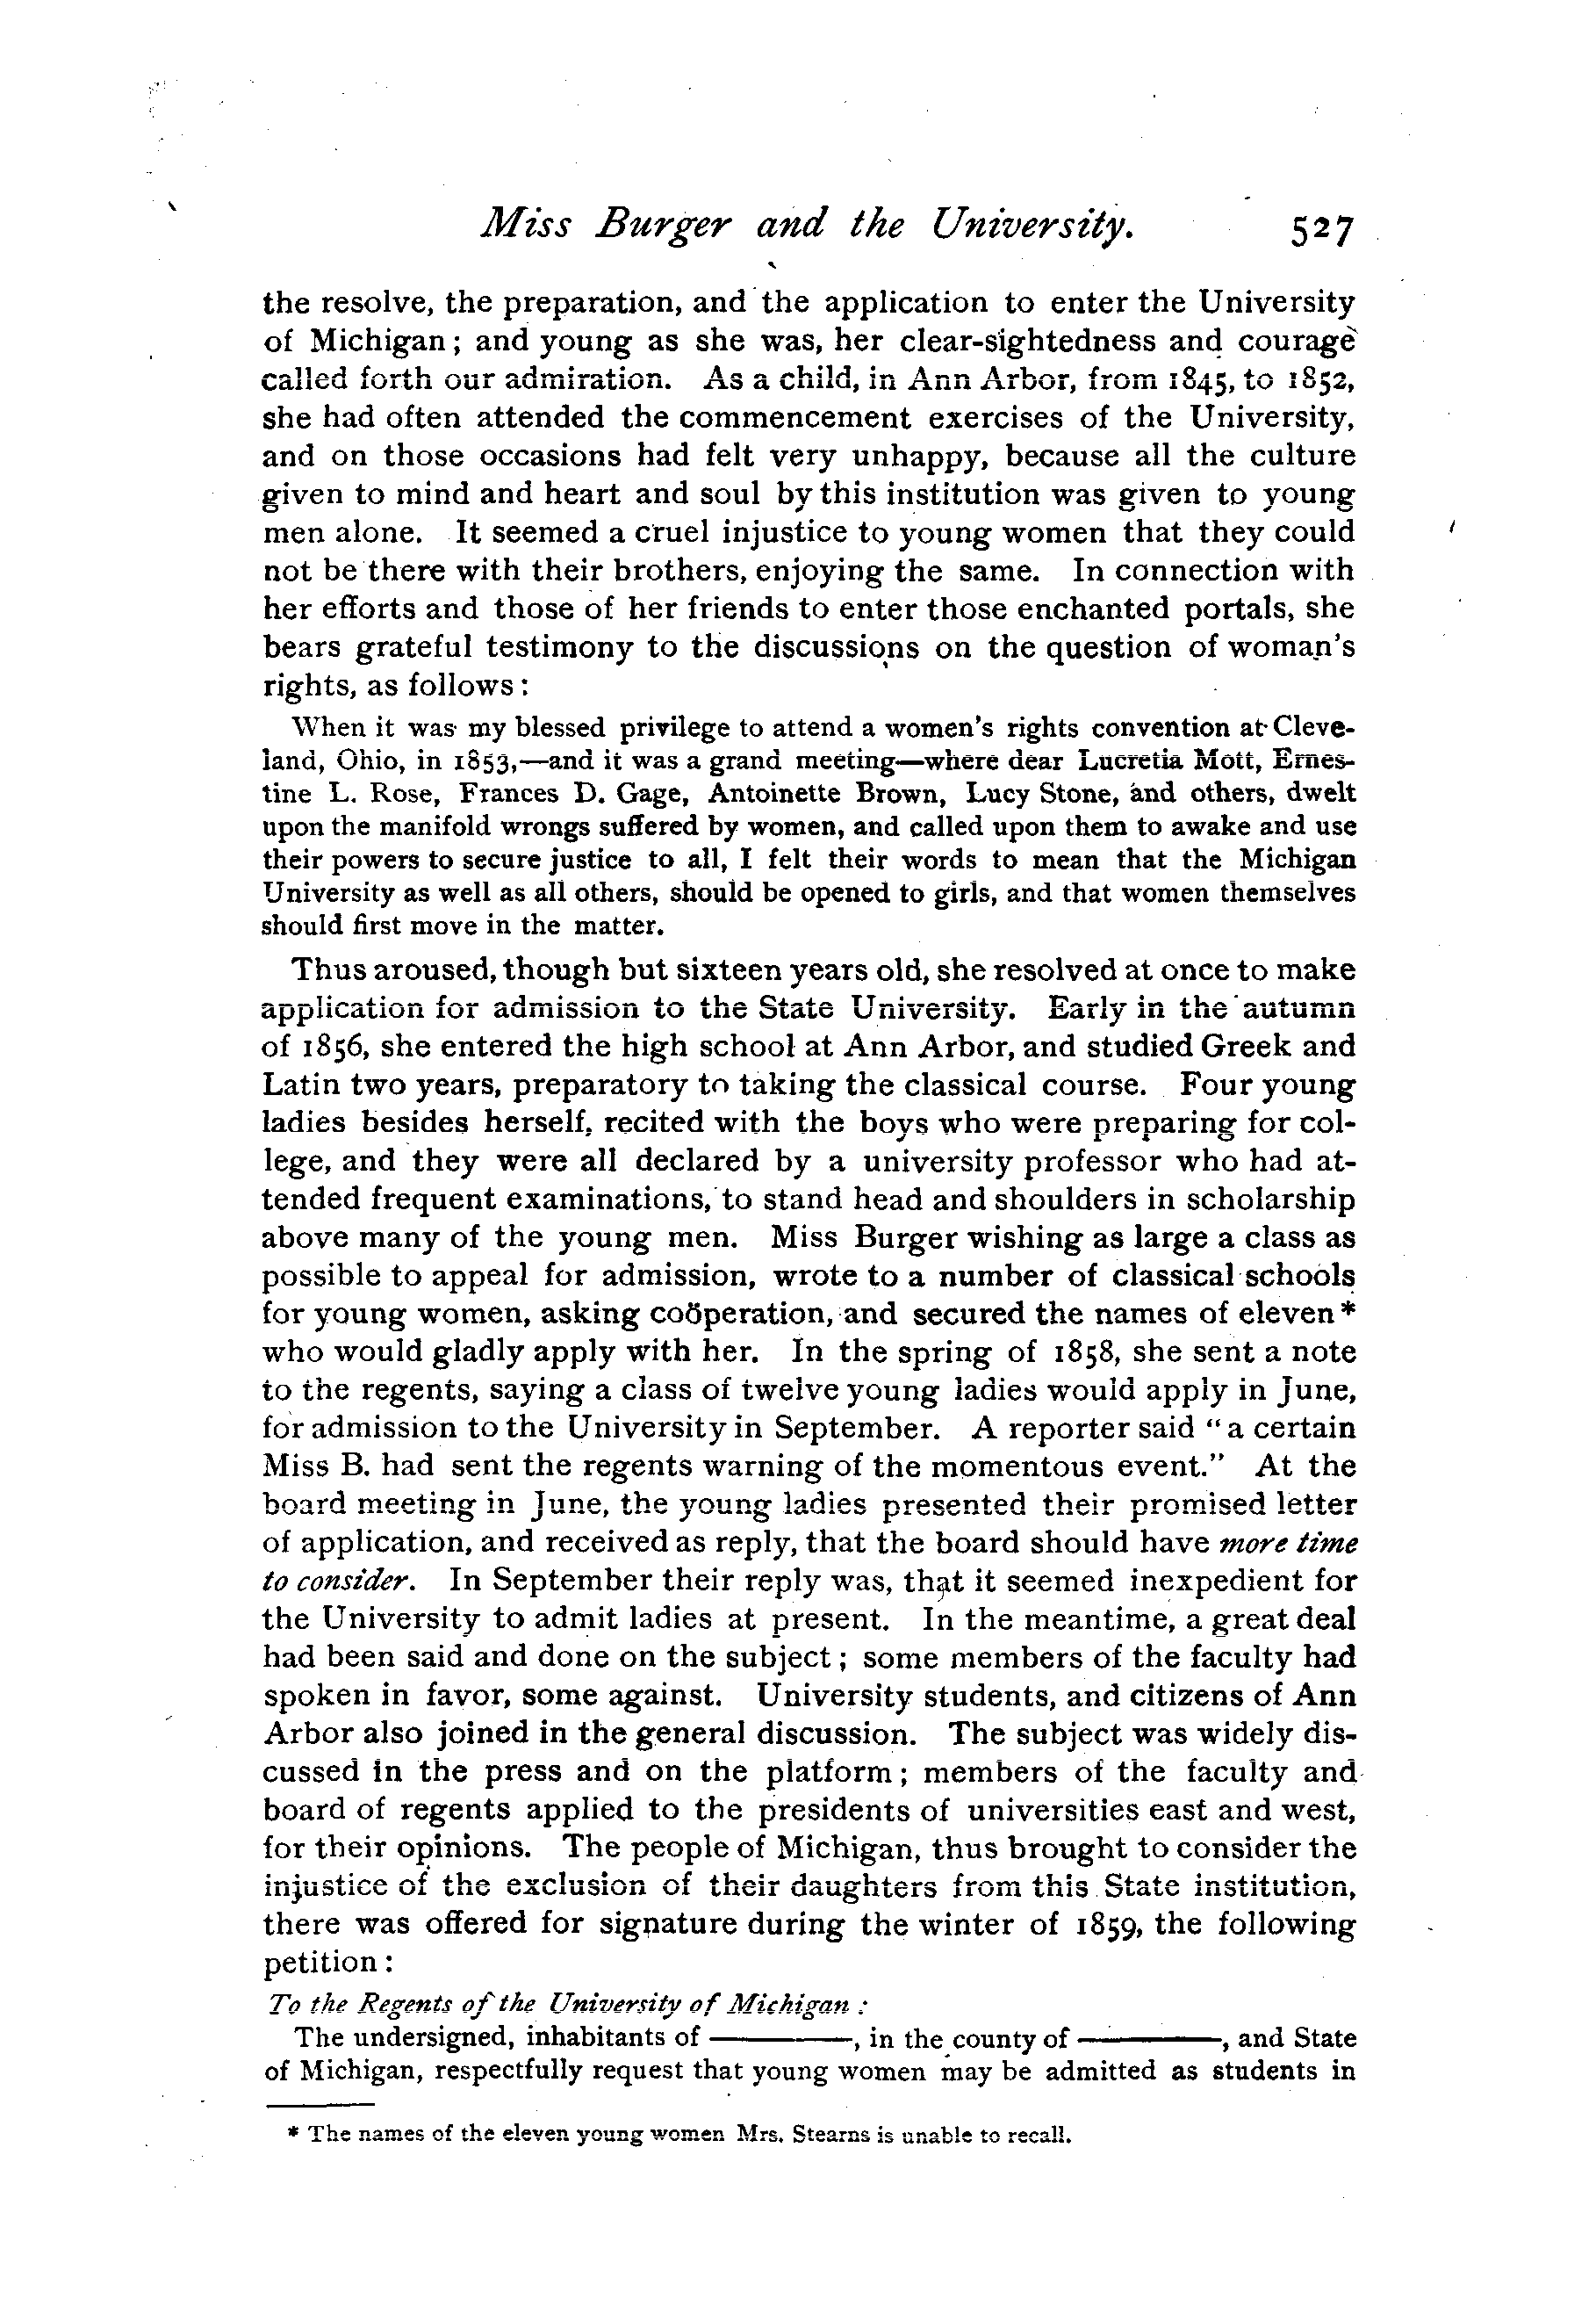 Miss Burger and the University. 527
the resolve, the preparation, and the application to enter the University
of Michigan; and young as she was, her clear-sightedness and courage
called forth our admiration. As a child, in Ann Arbor, from 1845, to 1852,
she had often attended the commencement exercises of the University,
and on those occasions had felt very unhappy, because all the culture
given to mind and heart and soul by this institution was given to young
men alone. It seemed a cruel injustice to young women that they could
not be there with their brothers, enjoying the same. In connection with
her efforts and those of her friends to enter those enchanted portals, she
bears grateful testimony to the discussions on the question of woman's
rights, as follows:
When it was my blessed privilege to attend a women's rights convention at Cleve-
land, Ohio, in 1853,—and it was a grand meeting—where dear Lucretia Mott, Ernes-
tine L. Rose, Frances D. Gage, Antoinette Brown, Lucy Stone, and others, dwelt
upon the manifold wrongs suffered by women, and called upon them to awake and use
their powers to secure justice to all, I felt their words to mean that the Michigan
University as well as all others, should be opened to girls, and that women themselves
should first move in the matter.
Thus aroused, though but sixteen years old, she resolved at once to make
application for admission to the State University. Early in the autumn
of 1856, she entered the high school at Ann Arbor, and studied Greek and
Latin two years, preparatory to taking the classical course. Four young
ladies besides herself, recited with the boys who were preparing for col-
lege, and they were all declared by a university professor who had at-
tended frequent examinations, to stand head and shoulders in scholarship
above many of the young men. Miss Burger wishing as large a class as
possible to appeal for admission, wrote to a number of classical schools
for young women, asking coöperation, and secured the names of eleven*
who would gladly apply with her. In the spring of 1858, she sent a note
to the regents, saying a class of twelve young ladies would apply in June,
for admission to the University in September. A reporter said "a certain
Miss B. had sent the regents warning of the momentous event." At the
board meeting in June, the young ladies presented their promised letter
of application, and received as reply, that the board should have more time
to consider. In September their reply was, that it seemed inexpedient for
the University to admit ladies at present. In the meantime, a great deal
had been said and done on the subject; some members of the faculty had
spoken in favor, some against. University students, and citizens of Ann
Arbor also joined in the general discussion. The subject was widely dis-
cussed in the press and on the platform; members of the faculty and
board of regents applied to the presidents of universities east and west,
for their opinions. The people of Michigan, thus brought to consider the
injustice of the exclusion of their daughters from this State institution,
there was offered for signature during the winter of 1859, the following
petition:
To the Regents of the University of Michigan:
The undersigned, inhabitants of ———, in the county of ———, and State
of Michigan, respectfully request that young women may be admitted as students in
* The names of the eleven young women Mrs. Stearns is unable to recall.